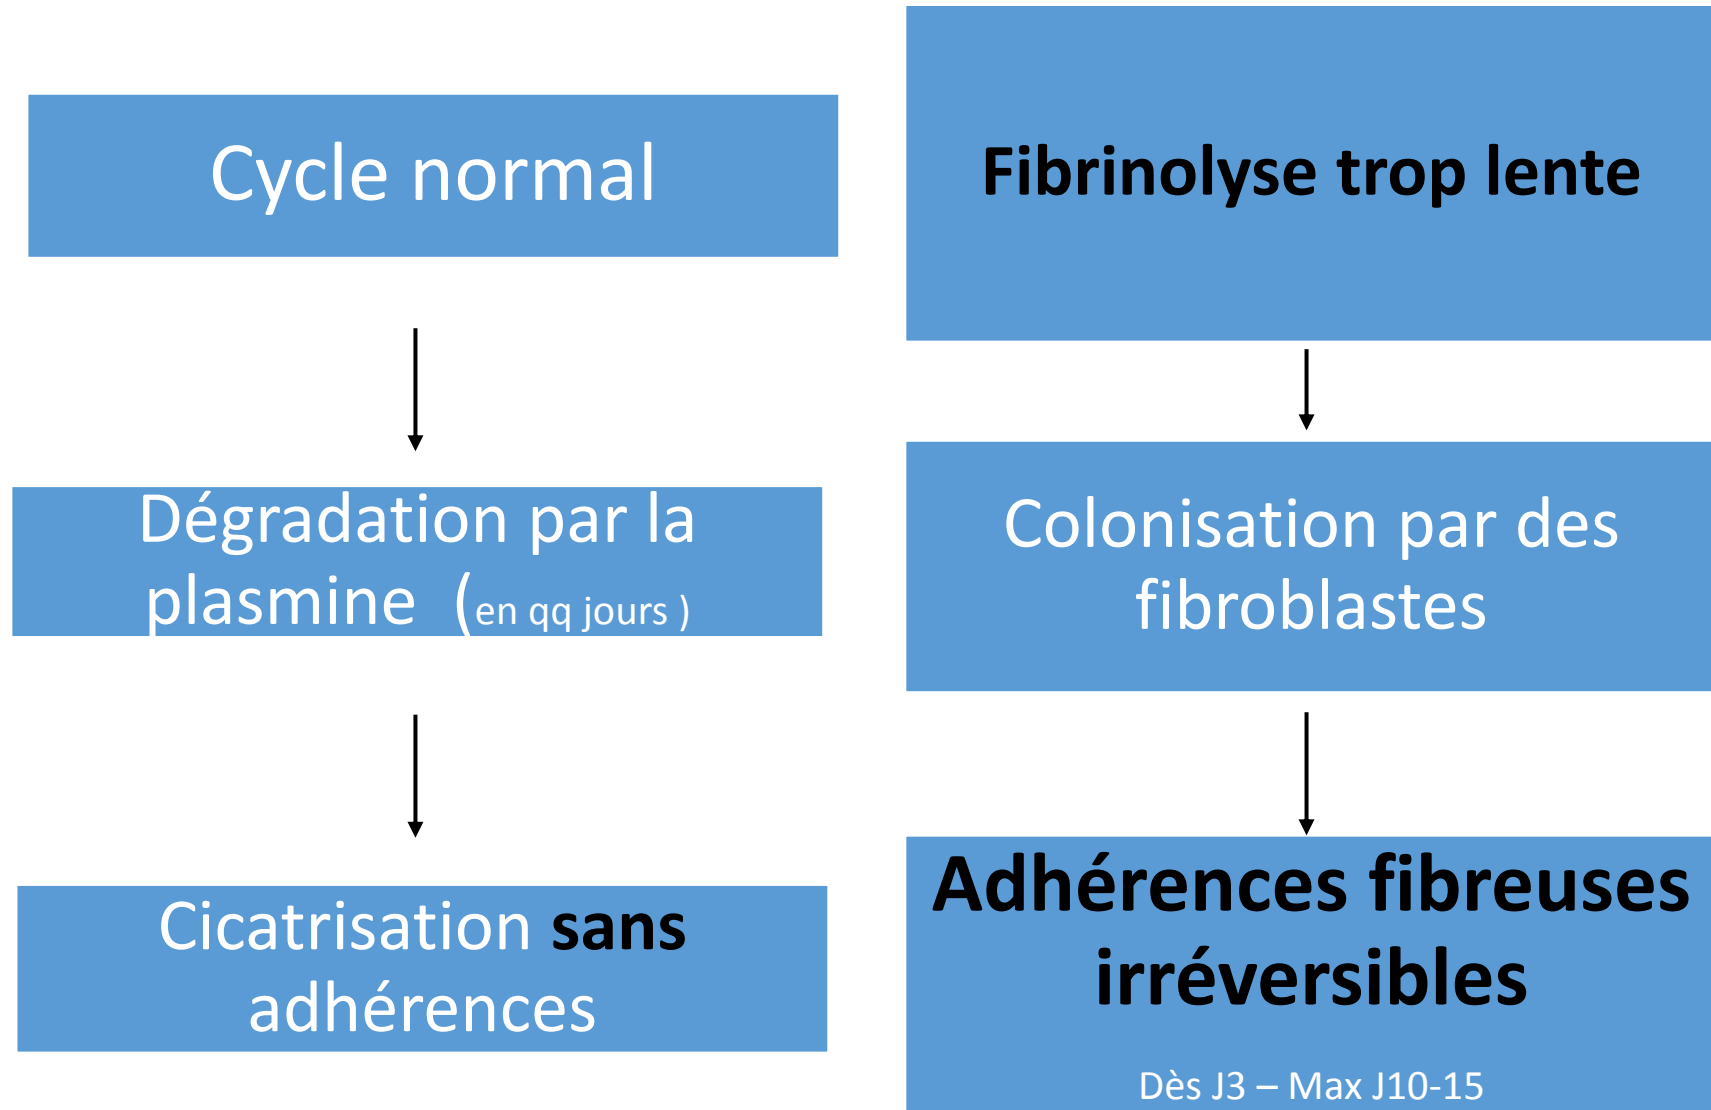 Cycle normal
Dégradation par la
plasmine (en qq jours )
Cicatrisation sans
adhérences
Fibrinolyse trop lente
Colonisation par des
fibroblastes
Adhérences fibreuses
irréversibles
Dès J3 – Max J10-15